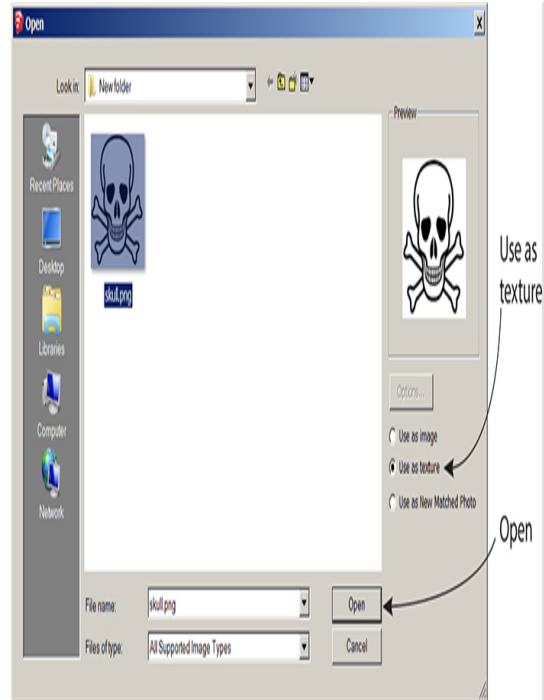 Open
Look in: New folder
Preview
Recent Places
Desktop
Libraries
Computer
Network
skull.png
Options...
Use as image
Use as texture
Use as New Matched Photo
File name: skull.png Open
Files of type: All Supported Image Types Cancel
Use as
texture
Open